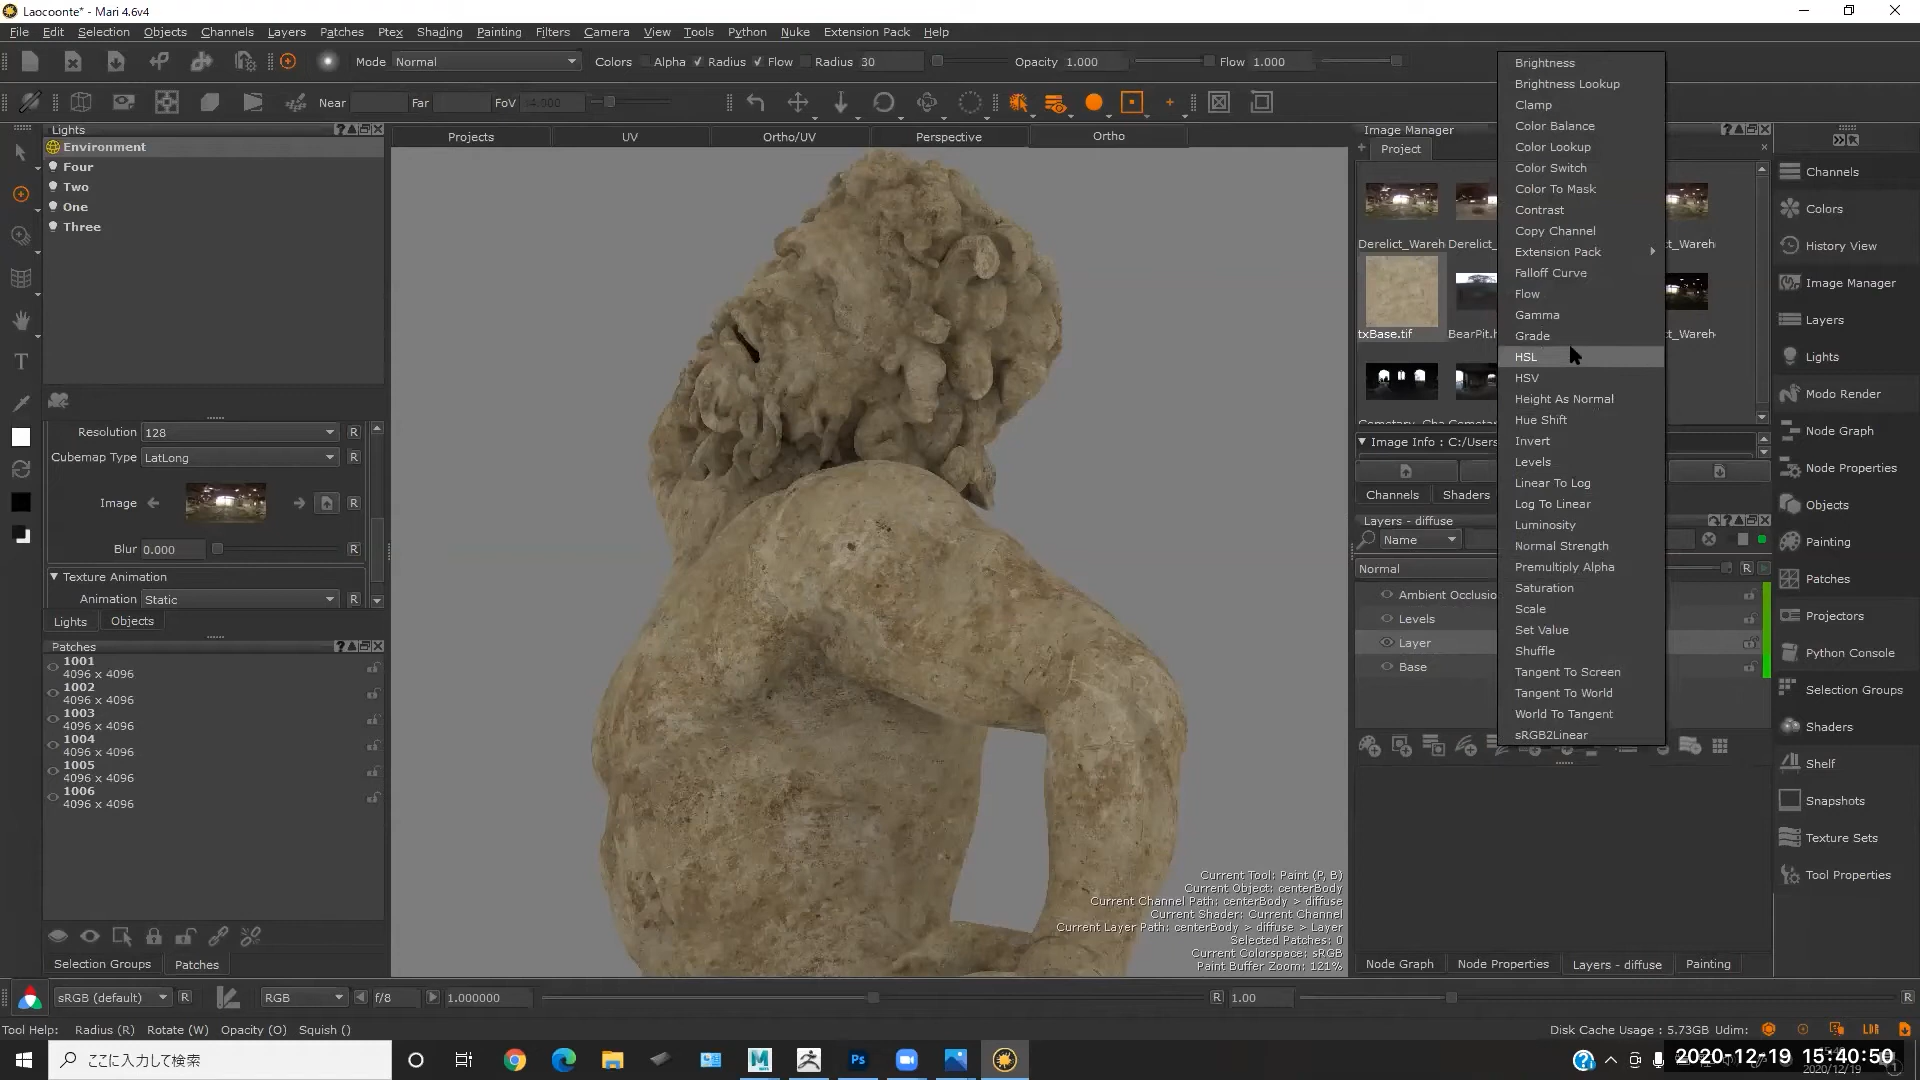 Laocoonte* - Mari 4.6v4
File Edit Selection Objects Channels Layers Patches Ptex Shading Painting Filters Camera View Tools Python Nuke Extension Pack Help
Mode Normal Colors Alpha Radius Flow Radius 30 Opacity 1.000 Flow 1.000
Near Far FoV 14.000
Lights
Environment
Four
Two
One
Three
Resolution 128 R
Cubemap Type LatLong R
Image R
Blur 0.000 R
Texture Animation
Animation Static R
Lights Objects
Patches
1001
4096 x 4096
1002
4096 x 4096
1003
4096 x 4096
1004
4096 x 4096
1005
4096 x 4096
1006
4096 x 4096
Selection Groups Patches
Projects UV Ortho/UV Perspective Ortho
Current Tool: Paint (P, B)
Current Object: centerBody
Current Channel Path: centerBody > diffuse
Current Shader: Current Channel
Current Layer Path: centerBody > diffuse > Layer
Selected Patches: 0
Current Colorspace: sRGB
Paint Buffer Zoom: 121%
Image Manager
Project
Derelict_Wareh Derelict_
txBase.tif BearPit.h
Image Info : C:/Users
Channels Shaders
Layers - diffuse
Name
Normal R
Ambient Occlusio
Levels
Layer
Base
Node Graph Node Properties Layers - diffuse Painting
Brightness
Brightness Lookup
Clamp
Color Balance
Color Lookup
Color Switch
Color To Mask
Contrast
Copy Channel
Extension Pack
Falloff Curve
Flow
Gamma
Grade
HSL
HSV
Height As Normal
Hue Shift
Invert
Levels
Linear To Log
Log To Linear
Luminosity
Normal Strength
Premultiply Alpha
Saturation
Scale
Set Value
Shuffle
Tangent To Screen
Tangent To World
World To Tangent
sRGB2Linear
Channels
Colors
History View
Image Manager
Layers
Lights
Modo Render
Node Graph
Node Properties
Objects
Painting
Patches
Projectors
Python Console
Selection Groups
Shaders
Shelf
Snapshots
Texture Sets
Tool Properties
sRGB (default) R RGB f/8 1.000000 R 1.00 R
Tool Help: Radius (R) Rotate (W) Opacity (O) Squish () Disk Cache Usage : 5.73GB Udim:
ここに入力して検索
2020-12-19 15:40:50
2020/12/19